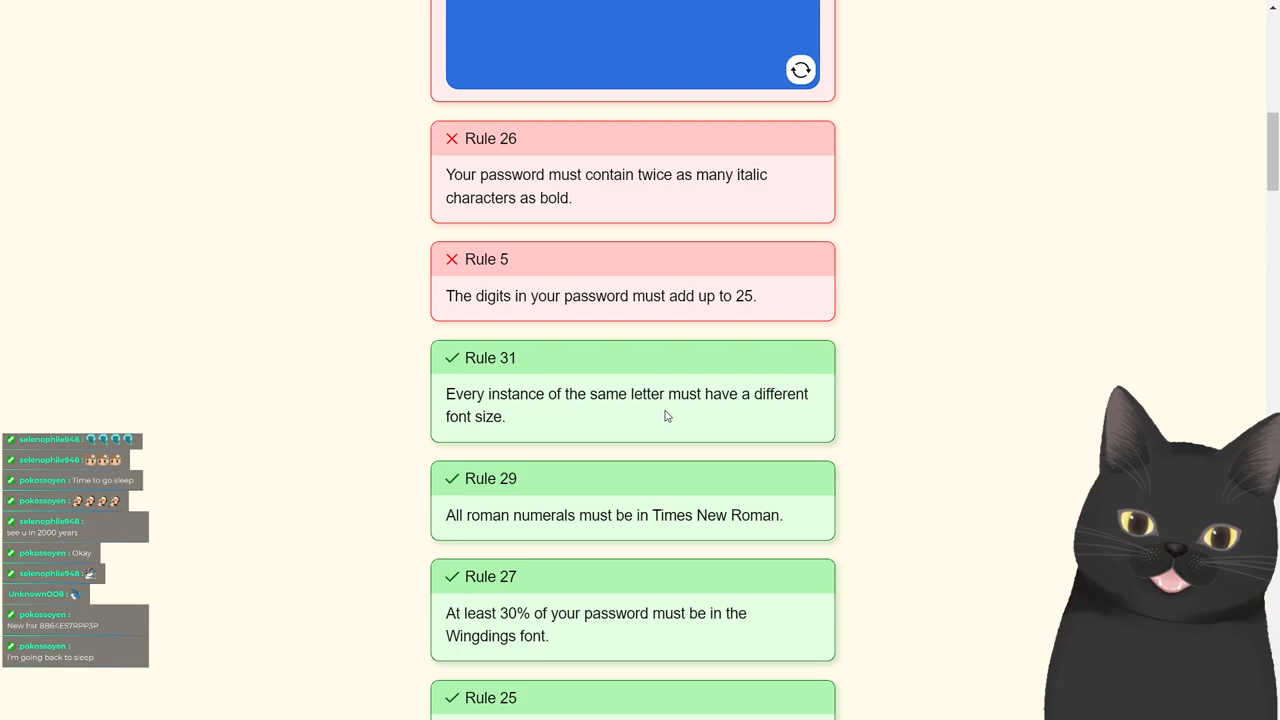 Rule 26
Your password must contain twice as many italic
characters as bold.
Rule 5
The digits in your password must add up to 25.
Rule 31
Every instance of the same letter must have a different
font size.
Rule 29
All roman numerals must be in Times New Roman.
Rule 27
At least 30% of your password must be in the
Wingdings font.
Rule 25
selenophile948 :
selenophile948 :
pokossoyen : Time to go sleep
pokossoyen :
selenophile948 :
see u in 2000 years
pokossoyen : Okay
selenophile948 :
Unknown008 :
pokossoyen :
New hsr 8B64E57RPP3P
pokossoyen :
I'm going back to sleep